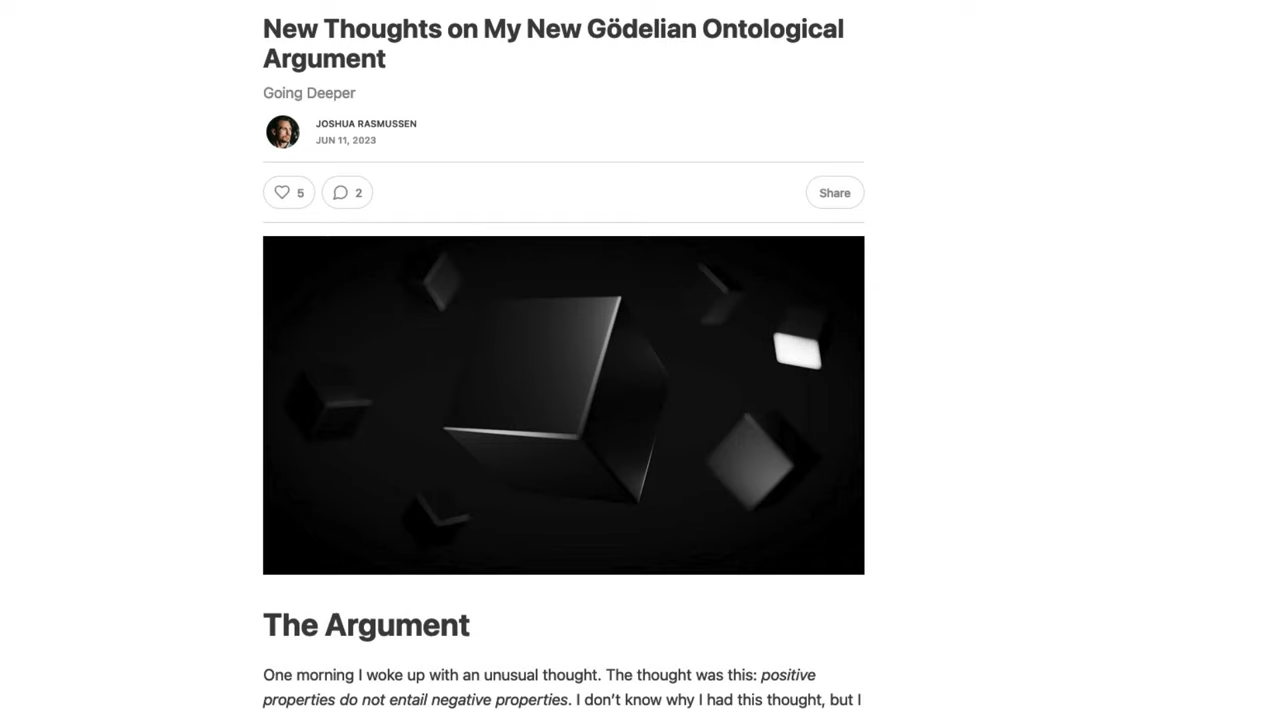 New Thoughts on My New Gödelian Ontological
Argument
Going Deeper
JOSHUA RASMUSSEN
JUN 11, 2023
5
2
Share
The Argument
One morning I woke up with an unusual thought. The thought was this: positive
properties do not entail negative properties. I don’t know why I had this thought, but I